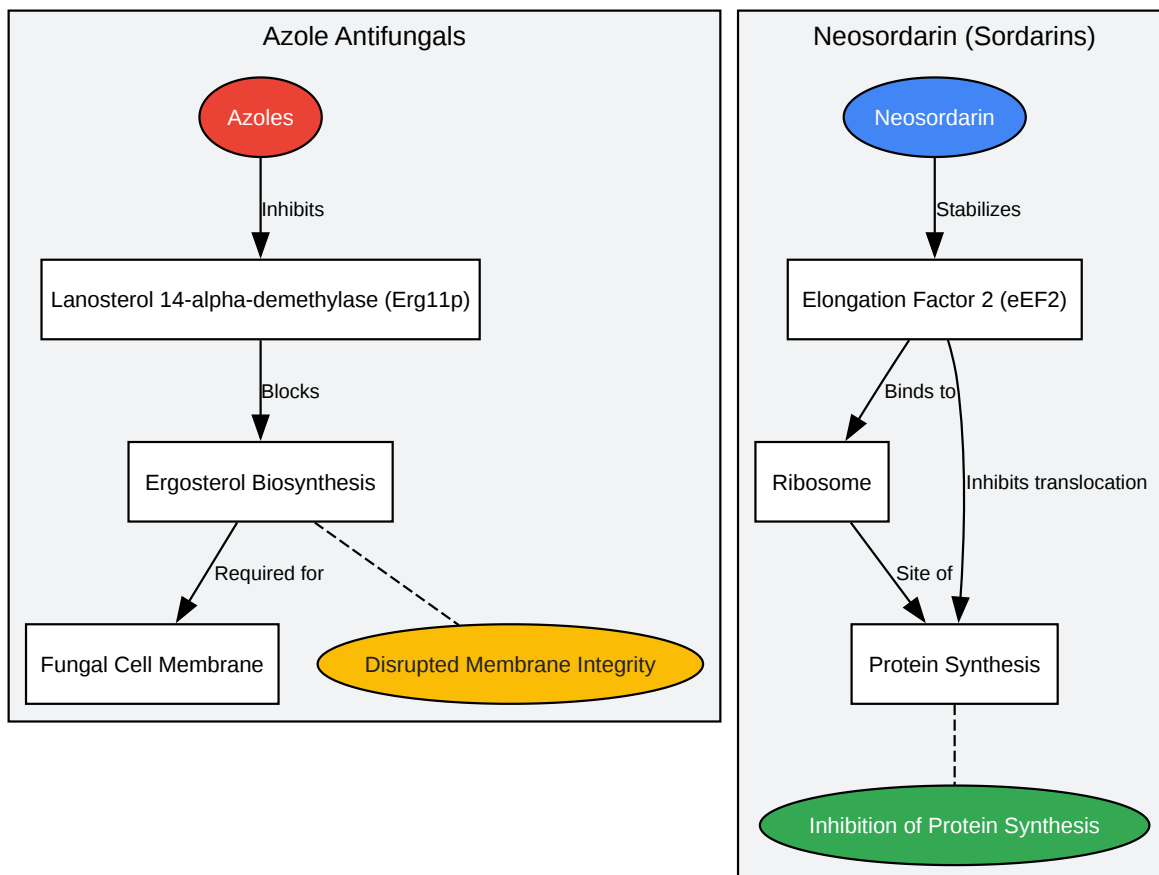 Azole Antifungals
Azoles
Inhibits
Lanosterol 14-alpha-demethylase (Erg11p)
Blocks
Ergosterol Biosynthesis
Required for
Fungal Cell Membrane
Disrupted Membrane Integrity
Neosordarin (Sordarins)
Neosordarin
Stabilizes
Elongation Factor 2 (eEF2)
Binds to
Ribosome
Inhibits translocation
Site of
Protein Synthesis
Inhibition of Protein Synthesis